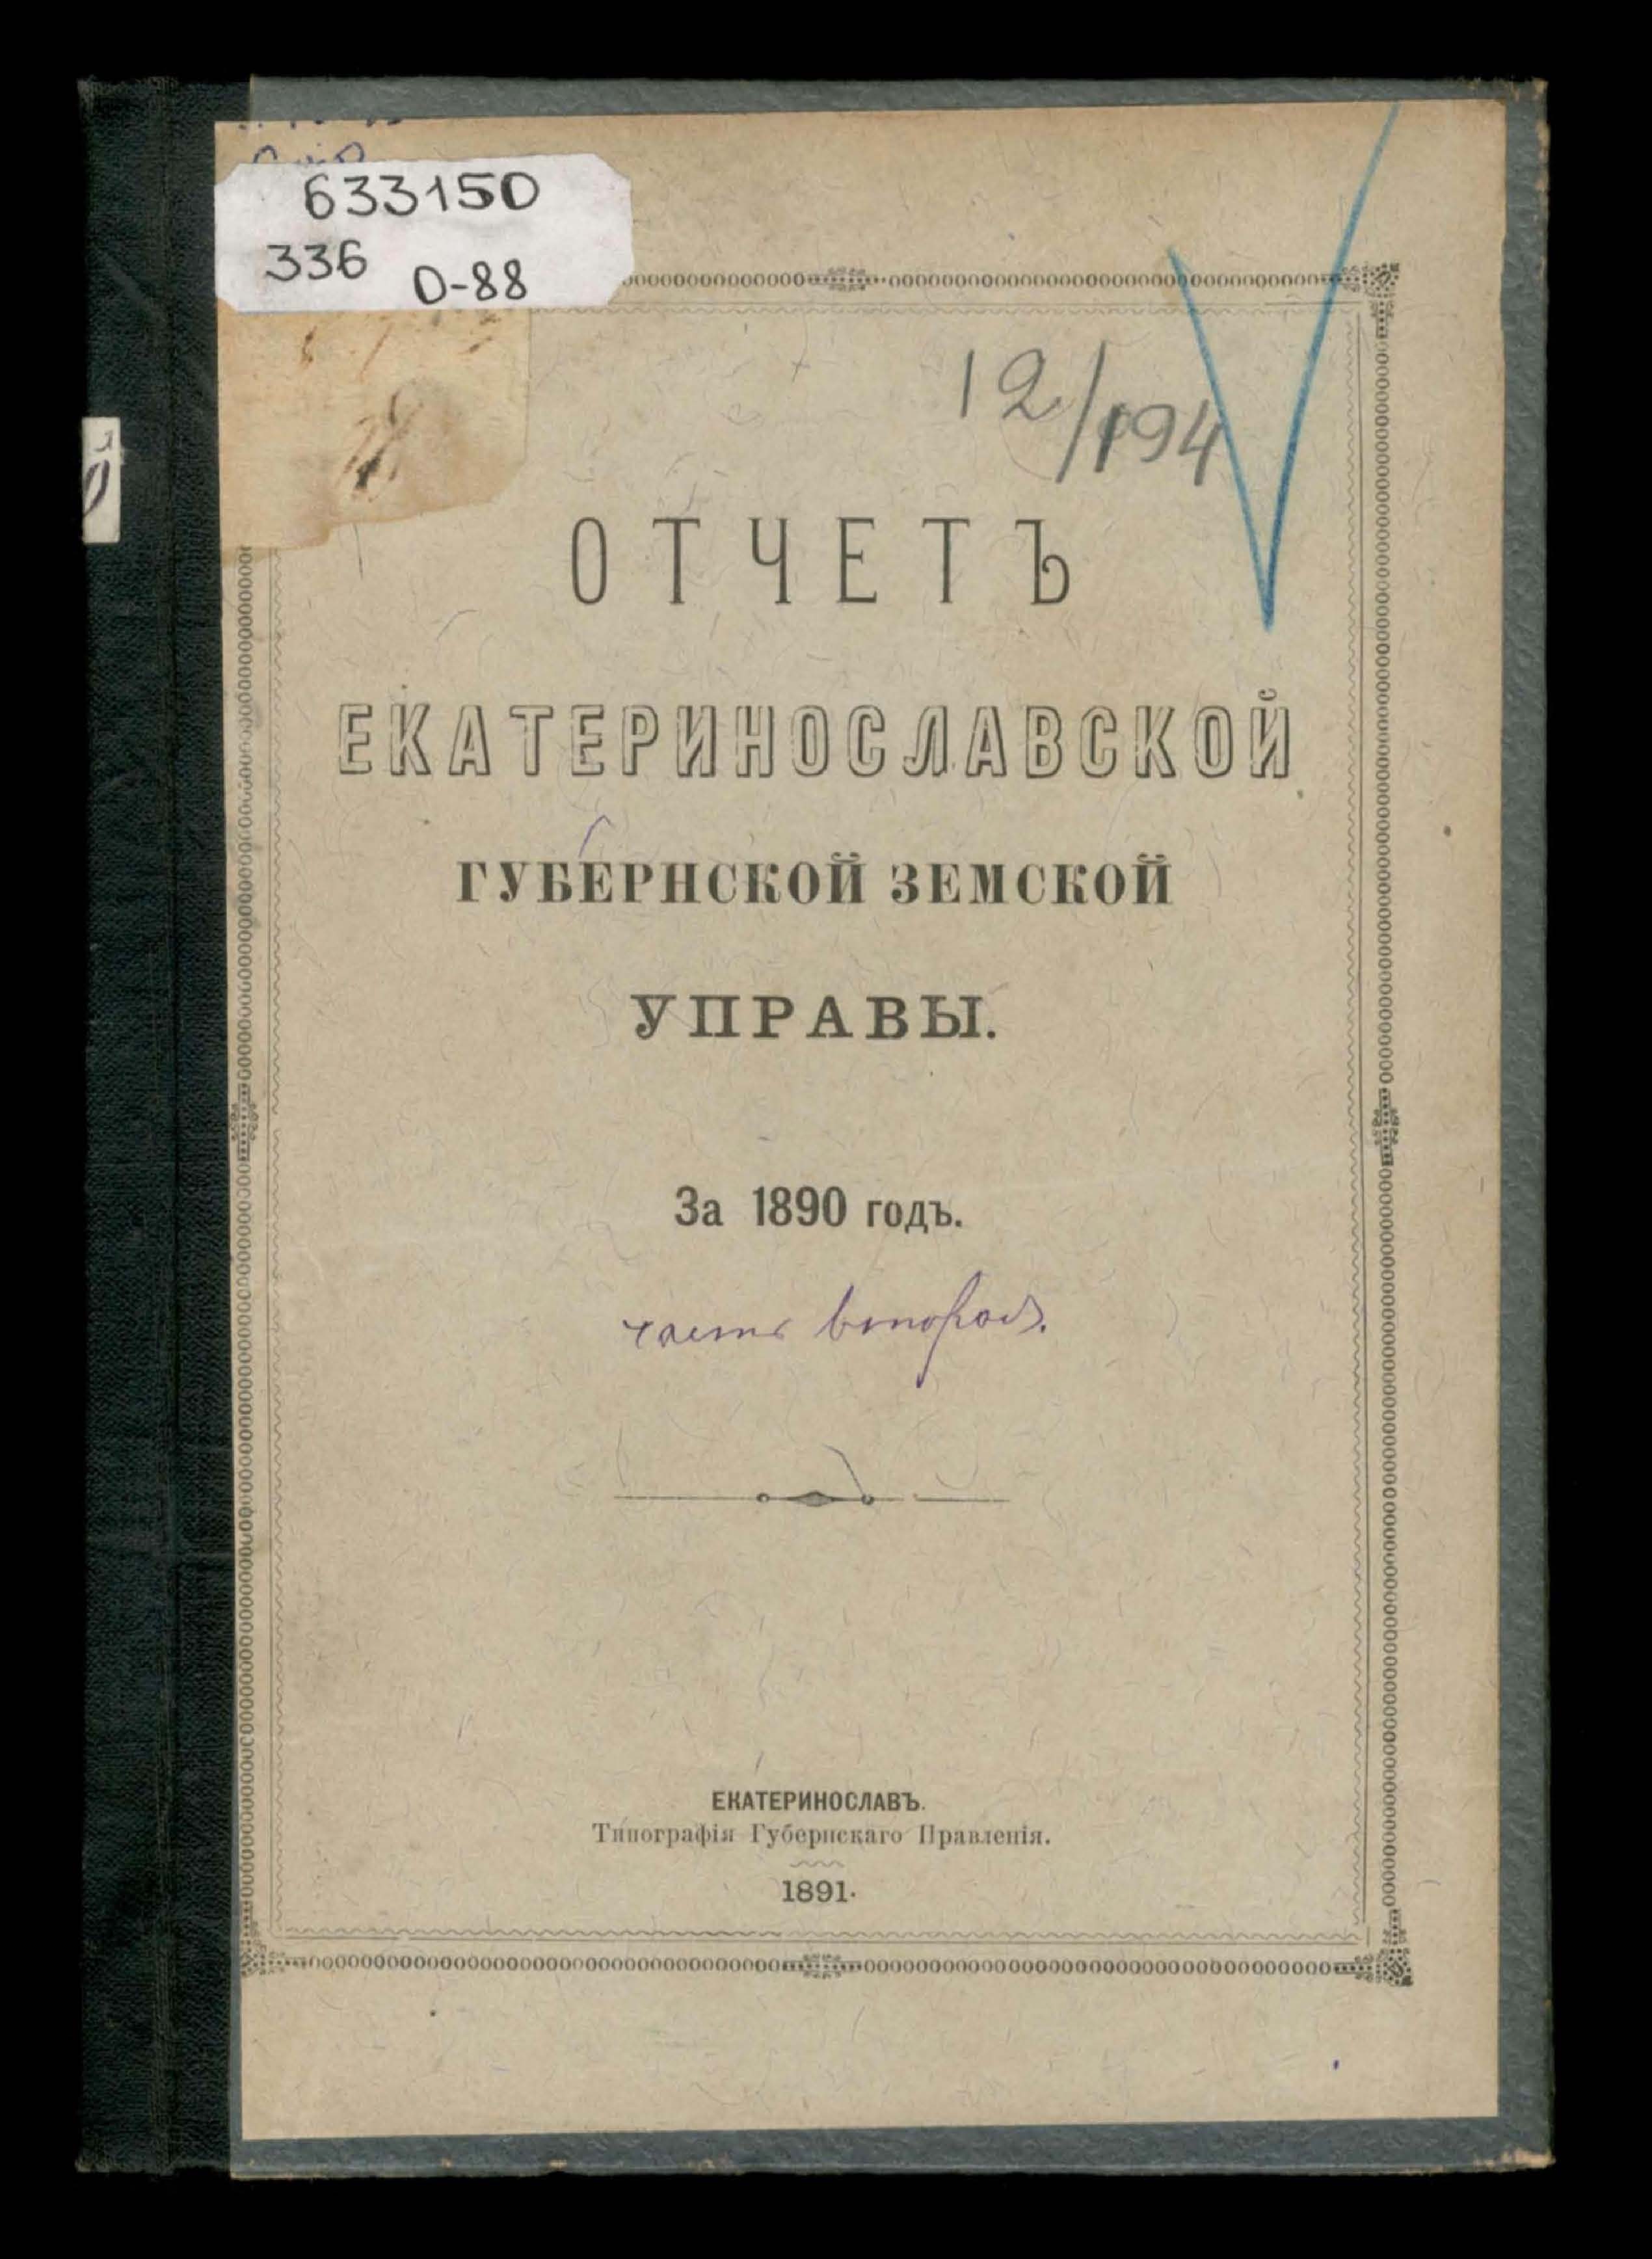 633150
336 О-88
12/194
ОТЧЕТЪ
ЕКАТЕРИНОСЛАВСКОЙ
ГУБЕРНСКОЙ ЗЕМСКОЙ
УПРАВЫ.
За 1890 годъ.
часть вторая.
ЕКАТЕРИНОСЛАВЪ.
Типографія Губернскаго Правленія.
1891.